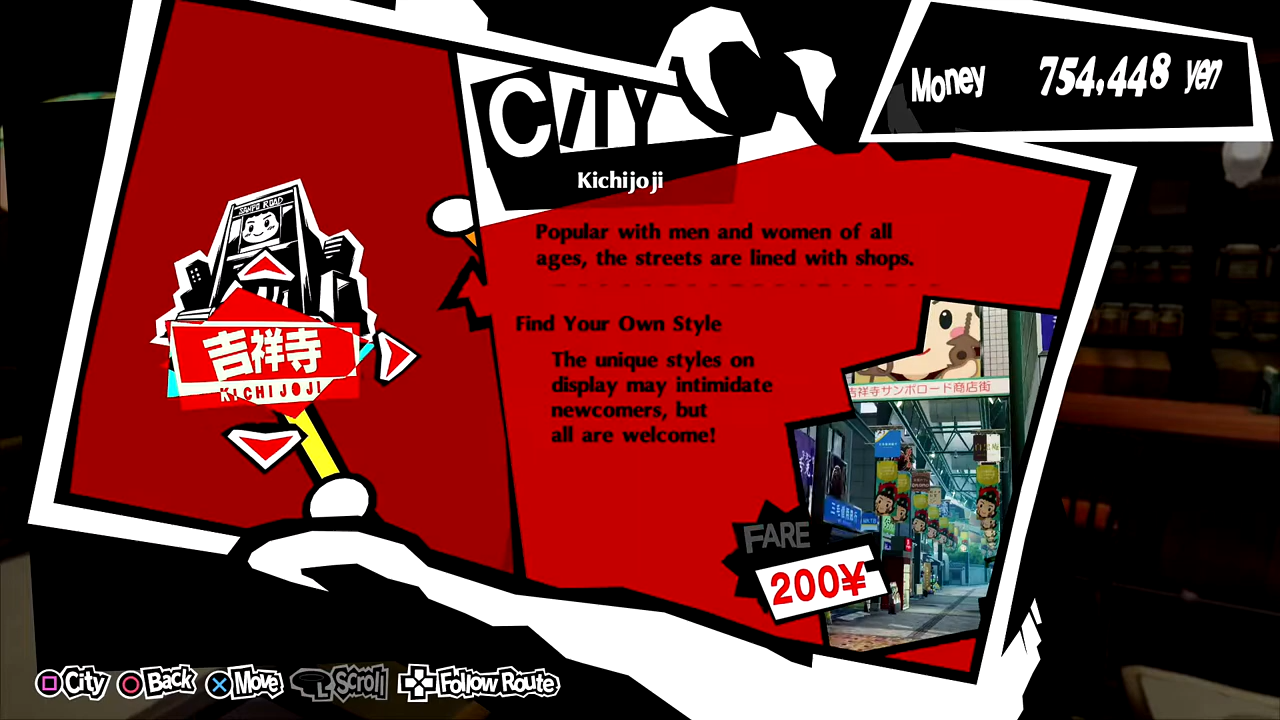 CITY
Money 754,448 yen
Kichijoji
Popular with men and women of all
ages, the streets are lined with shops.
SANFO ROAD
Find Your Own Style
吉祥寺
KICHIJOJI
The unique styles on
display may intimidate
newcomers, but
all are welcome!
吉祥寺サンボロード商店街
FARE
200¥
City Back Move L Scroll Follow Route